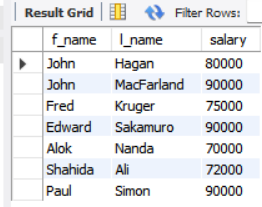 Result Grid Filter Rows:
f_name l_name salary
John Hagan 80000
John MacFarland 90000
Fred Kruger 75000
Edward Sakamuro 90000
Alok Nanda 70000
Shahida Ali 72000
Paul Simon 90000